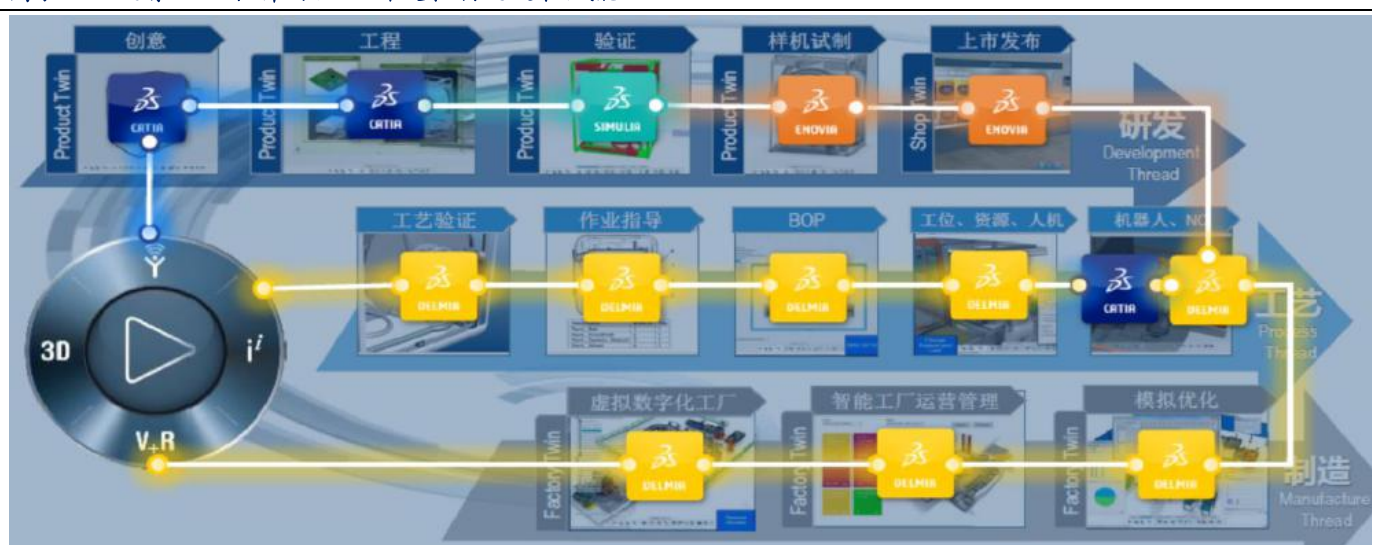 创意
工程
验证
样机试制
上市发布
Product Twin
CATIA
Product Twin
CATIA
Product Twin
SIMULIA
Product Twin
ENOVIA
Shop Twin
ENOVIA
研发
Development
Thread
工艺验证
作业指导
BOP
工位、资源、人机
机器人、NC
DELMIA
DELMIA
DELMIA
DELMIA
CATIA
DELMIA
工艺
Process
Thread
3D
i
V+R
虚拟数字化工厂
智能工厂运营管理
模拟优化
Factory Twin
DELMIA
Factory Twin
DELMIA
Factory Twin
DELMIA
制造
Manufacture
Thread